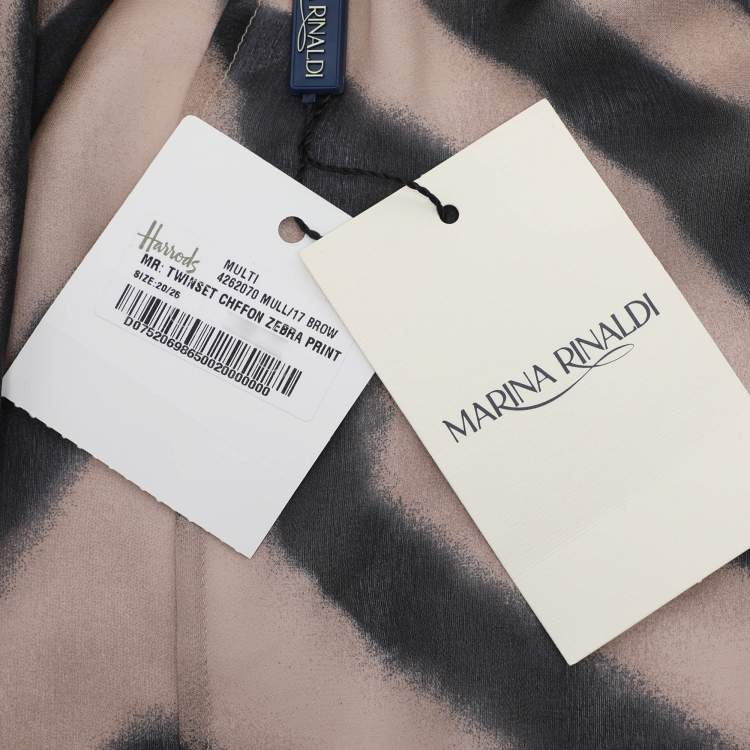 RINALDI
Harrods
MULTI
4262070 MULL/17 BROW
MR: TWINSET CHFFON ZEBRA PRINT
SIZE:20/26
D07520698650020000000
MARINA RINALDI